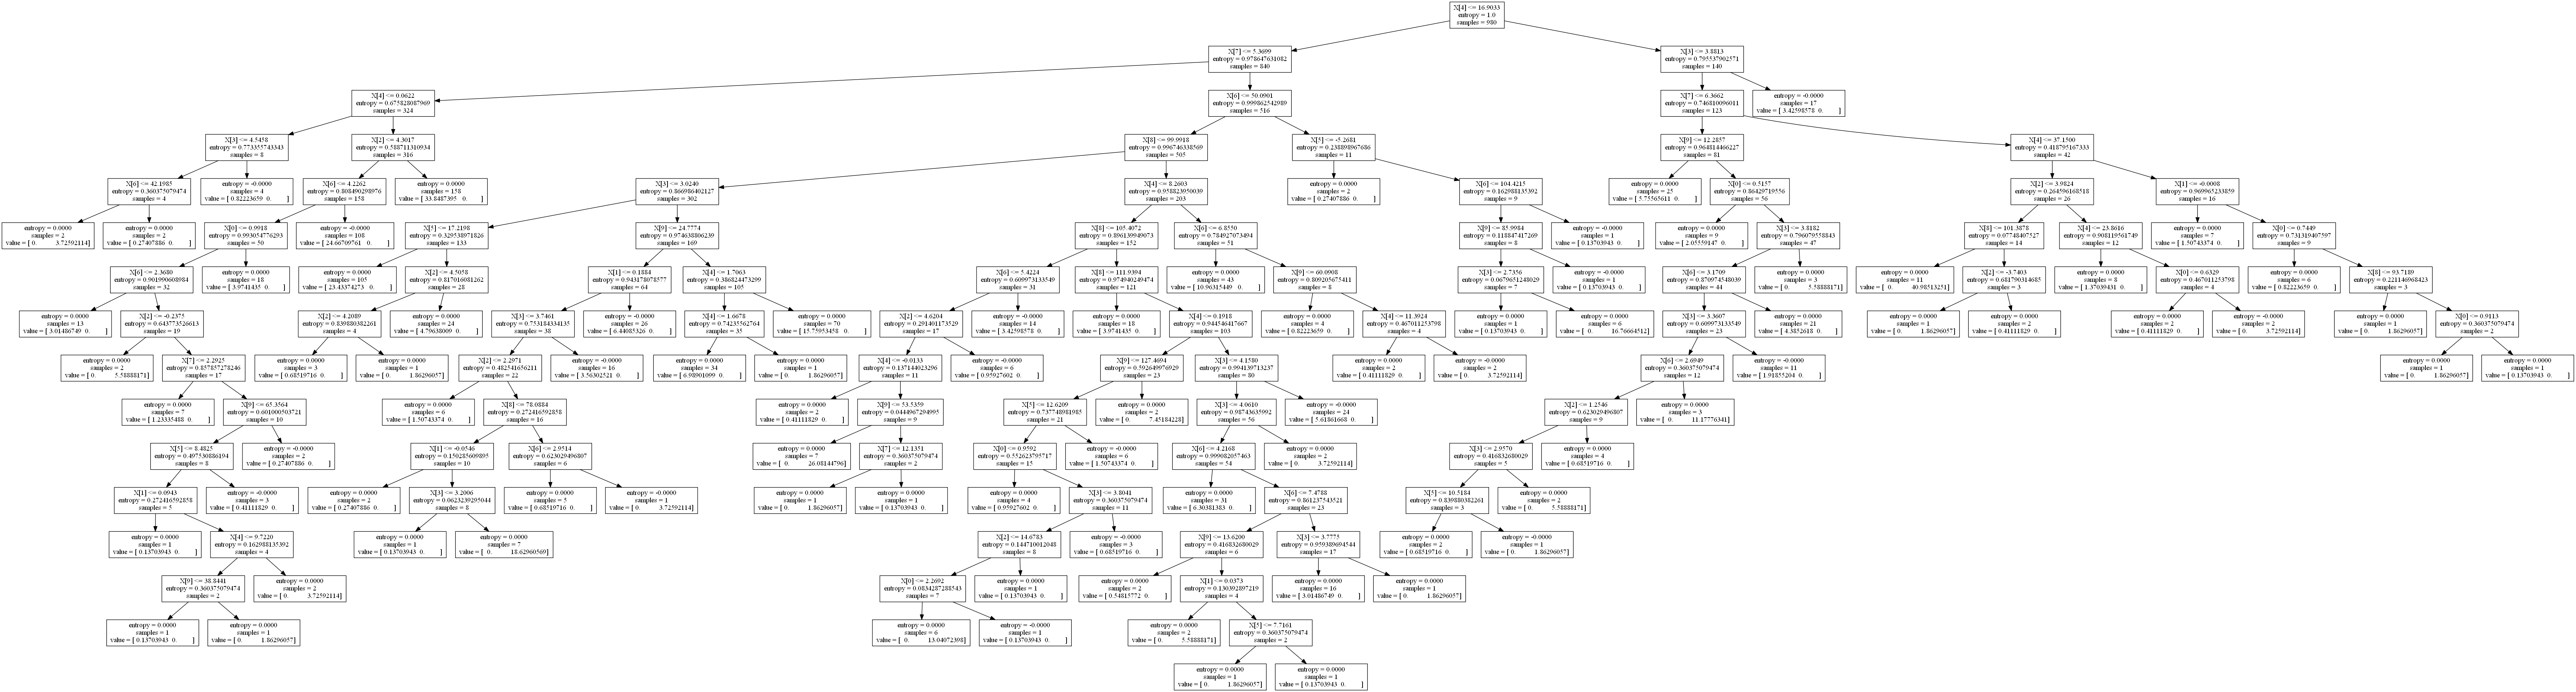 X[4] <= 16.9033
entropy = 1.0
samples = 980
X[7] <= 5.3699
entropy = 0.978647631082
samples = 840
X[3] <= 3.8813
entropy = 0.795537902571
samples = 140
X[4] <= 0.0622
entropy = 0.675828087969
samples = 324
X[6] <= 50.0901
entropy = 0.999862542989
samples = 516
X[7] <= 6.3662
entropy = 0.746810096011
samples = 123
entropy = -0.0000
samples = 17
value = [ 3.42598578 0. ]
X[3] <= 4.5458
entropy = 0.773355743343
samples = 8
X[2] <= 4.3017
entropy = 0.588711310934
samples = 316
X[8] <= 99.9918
entropy = 0.996746338569
samples = 505
X[5] <= -5.2681
entropy = 0.238898967686
samples = 11
X[9] <= 12.2857
entropy = 0.964814466227
samples = 81
X[4] <= 37.1500
entropy = 0.418795167333
samples = 42
X[6] <= 42.1985
entropy = 0.360375079474
samples = 4
entropy = -0.0000
samples = 4
value = [ 0.82223659 0. ]
X[6] <= 4.2262
entropy = 0.808490298976
samples = 158
entropy = 0.0000
samples = 158
value = [ 33.8487395 0. ]
X[3] <= 3.0240
entropy = 0.866986402127
samples = 302
X[4] <= 8.2603
entropy = 0.958823950039
samples = 203
entropy = 0.0000
samples = 2
value = [ 0.27407886 0. ]
X[6] <= 104.4215
entropy = 0.162988135392
samples = 9
entropy = 0.0000
samples = 25
value = [ 5.75565611 0. ]
X[0] <= 0.5157
entropy = 0.86429719556
samples = 56
X[2] <= 3.9824
entropy = 0.264596168518
samples = 26
X[1] <= -0.0008
entropy = 0.969965233859
samples = 16
entropy = 0.0000
samples = 2
value = [ 0. 3.72592114]
entropy = 0.0000
samples = 2
value = [ 0.27407886 0. ]
X[0] <= 0.9918
entropy = 0.993054776293
samples = 50
entropy = -0.0000
samples = 108
value = [ 24.66709761 0. ]
X[5] <= 17.2198
entropy = 0.329538971826
samples = 133
X[9] <= 24.7774
entropy = 0.974638806239
samples = 169
X[8] <= 105.4072
entropy = 0.896139949073
samples = 152
X[6] <= 6.8550
entropy = 0.784927073494
samples = 51
X[9] <= 85.9984
entropy = 0.118847417269
samples = 8
entropy = -0.0000
samples = 1
value = [ 0.13703943 0. ]
entropy = 0.0000
samples = 9
value = [ 2.05559147 0. ]
X[3] <= 3.8182
entropy = 0.796079558843
samples = 47
X[8] <= 101.3878
entropy = 0.07748407527
samples = 14
X[4] <= 23.8616
entropy = 0.908119561749
samples = 12
entropy = 0.0000
samples = 7
value = [ 1.50743374 0. ]
X[0] <= 0.7449
entropy = 0.731319407597
samples = 9
X[6] <= 2.3680
entropy = 0.901990608984
samples = 32
entropy = 0.0000
samples = 18
value = [ 3.9741435 0. ]
entropy = 0.0000
samples = 105
value = [ 23.43374273 0. ]
X[2] <= 4.5058
entropy = 0.817016081262
samples = 28
X[1] <= 0.1884
entropy = 0.943178078577
samples = 64
X[4] <= 1.7063
entropy = 0.386824473299
samples = 105
X[6] <= 5.4224
entropy = 0.609973133549
samples = 31
X[8] <= 111.9394
entropy = 0.974940249474
samples = 121
entropy = 0.0000
samples = 43
value = [ 10.96315449 0. ]
X[9] <= 60.0908
entropy = 0.809205675411
samples = 8
X[3] <= 2.7356
entropy = 0.0679651248029
samples = 7
entropy = -0.0000
samples = 1
value = [ 0.13703943 0. ]
X[6] <= 3.1709
entropy = 0.870974548039
samples = 44
entropy = 0.0000
samples = 3
value = [ 0. 5.58888171]
entropy = 0.0000
samples = 11
value = [ 0. 40.98513251]
X[2] <= -3.7403
entropy = 0.681790314685
samples = 3
entropy = 0.0000
samples = 8
value = [ 1.37039431 0. ]
X[0] <= 0.6329
entropy = 0.467011253798
samples = 4
entropy = 0.0000
samples = 6
value = [ 0.82223659 0. ]
X[8] <= 93.7189
entropy = 0.221146968423
samples = 3
entropy = 0.0000
samples = 13
value = [ 3.01486749 0. ]
X[2] <= -0.2375
entropy = 0.643773526613
samples = 19
X[2] <= 4.2089
entropy = 0.839880382261
samples = 4
entropy = 0.0000
samples = 24
value = [ 4.79638009 0. ]
X[3] <= 3.7461
entropy = 0.753184334135
samples = 38
entropy = -0.0000
samples = 26
value = [ 6.44085326 0. ]
X[4] <= 1.6678
entropy = 0.74235562764
samples = 35
entropy = 0.0000
samples = 70
value = [ 15.75953458 0. ]
X[2] <= 4.6204
entropy = 0.291401173529
samples = 17
entropy = -0.0000
samples = 14
value = [ 3.42598578 0. ]
entropy = 0.0000
samples = 18
value = [ 3.9741435 0. ]
X[4] <= 0.1918
entropy = 0.944546417667
samples = 103
entropy = 0.0000
samples = 4
value = [ 0.82223659 0. ]
X[4] <= 11.3924
entropy = 0.467011253798
samples = 4
entropy = 0.0000
samples = 1
value = [ 0.13703943 0. ]
entropy = 0.0000
samples = 6
value = [ 0. 16.76664512]
X[3] <= 3.3607
entropy = 0.609973133549
samples = 23
entropy = 0.0000
samples = 21
value = [ 4.3852618 0. ]
entropy = 0.0000
samples = 1
value = [ 0. 1.86296057]
entropy = 0.0000
samples = 2
value = [ 0.41111829 0. ]
entropy = 0.0000
samples = 2
value = [ 0.41111829 0. ]
entropy = -0.0000
samples = 2
value = [ 0. 3.72592114]
entropy = 0.0000
samples = 1
value = [ 0. 1.86296057]
X[0] <= 0.9113
entropy = 0.360375079474
samples = 2
entropy = 0.0000
samples = 2
value = [ 0. 5.58888171]
X[7] <= 2.2925
entropy = 0.857857278246
samples = 17
entropy = 0.0000
samples = 3
value = [ 0.68519716 0. ]
entropy = 0.0000
samples = 1
value = [ 0. 1.86296057]
X[2] <= 2.2971
entropy = 0.482541656211
samples = 22
entropy = -0.0000
samples = 16
value = [ 3.56302521 0. ]
entropy = 0.0000
samples = 34
value = [ 6.98901099 0. ]
entropy = 0.0000
samples = 1
value = [ 0. 1.86296057]
X[4] <= -0.0133
entropy = 0.137144023296
samples = 11
entropy = -0.0000
samples = 6
value = [ 0.95927602 0. ]
X[9] <= 127.4694
entropy = 0.592649976929
samples = 23
X[3] <= 4.1580
entropy = 0.994139713237
samples = 80
entropy = 0.0000
samples = 2
value = [ 0.41111829 0. ]
entropy = -0.0000
samples = 2
value = [ 0. 3.72592114]
X[6] <= 2.6949
entropy = 0.360375079474
samples = 12
entropy = -0.0000
samples = 11
value = [ 1.91855204 0. ]
entropy = 0.0000
samples = 1
value = [ 0. 1.86296057]
entropy = 0.0000
samples = 1
value = [ 0.13703943 0. ]
entropy = 0.0000
samples = 7
value = [ 1.23335488 0. ]
X[9] <= 65.3564
entropy = 0.601000503721
samples = 10
entropy = 0.0000
samples = 6
value = [ 1.50743374 0. ]
X[8] <= 78.0884
entropy = 0.272416592858
samples = 16
entropy = 0.0000
samples = 2
value = [ 0.41111829 0. ]
X[9] <= 53.5359
entropy = 0.0444967294995
samples = 9
X[5] <= 12.6209
entropy = 0.737748981985
samples = 21
entropy = 0.0000
samples = 2
value = [ 0. 7.45184228]
X[3] <= 4.0610
entropy = 0.98743635992
samples = 56
entropy = -0.0000
samples = 24
value = [ 5.61861668 0. ]
X[2] <= 1.2546
entropy = 0.623029496807
samples = 9
entropy = 0.0000
samples = 3
value = [ 0. 11.17776341]
X[5] <= 8.4825
entropy = 0.497530886194
samples = 8
entropy = -0.0000
samples = 2
value = [ 0.27407886 0. ]
X[1] <= -0.0546
entropy = 0.150285609895
samples = 10
X[6] <= 2.9514
entropy = 0.623029496807
samples = 6
entropy = 0.0000
samples = 7
value = [ 0. 26.08144796]
X[7] <= 12.1351
entropy = 0.360375079474
samples = 2
X[0] <= 0.9592
entropy = 0.552623795717
samples = 15
entropy = -0.0000
samples = 6
value = [ 1.50743374 0. ]
X[6] <= 4.2168
entropy = 0.999082057463
samples = 54
entropy = 0.0000
samples = 2
value = [ 0. 3.72592114]
X[3] <= 2.9570
entropy = 0.416832680029
samples = 5
entropy = 0.0000
samples = 4
value = [ 0.68519716 0. ]
X[1] <= 0.0943
entropy = 0.272416592858
samples = 5
entropy = -0.0000
samples = 3
value = [ 0.41111829 0. ]
entropy = 0.0000
samples = 2
value = [ 0.27407886 0. ]
X[3] <= 3.2006
entropy = 0.0623239295044
samples = 8
entropy = 0.0000
samples = 5
value = [ 0.68519716 0. ]
entropy = -0.0000
samples = 1
value = [ 0. 3.72592114]
entropy = 0.0000
samples = 1
value = [ 0. 1.86296057]
entropy = 0.0000
samples = 1
value = [ 0.13703943 0. ]
entropy = 0.0000
samples = 4
value = [ 0.95927602 0. ]
X[3] <= 3.8041
entropy = 0.360375079474
samples = 11
entropy = 0.0000
samples = 31
value = [ 6.30381383 0. ]
X[6] <= 7.4788
entropy = 0.861237543521
samples = 23
X[5] <= 10.5184
entropy = 0.839880382261
samples = 3
entropy = 0.0000
samples = 2
value = [ 0. 5.58888171]
entropy = 0.0000
samples = 1
value = [ 0.13703943 0. ]
X[4] <= 9.7220
entropy = 0.162988135392
samples = 4
entropy = 0.0000
samples = 1
value = [ 0.13703943 0. ]
entropy = 0.0000
samples = 7
value = [ 0. 18.62960569]
X[2] <= 14.6783
entropy = 0.144710012048
samples = 8
entropy = -0.0000
samples = 3
value = [ 0.68519716 0. ]
X[9] <= 13.6200
entropy = 0.416832680029
samples = 6
X[3] <= 3.7775
entropy = 0.959389694544
samples = 17
entropy = 0.0000
samples = 2
value = [ 0.68519716 0. ]
entropy = -0.0000
samples = 1
value = [ 0. 1.86296057]
X[9] <= 38.8441
entropy = 0.360375079474
samples = 2
entropy = 0.0000
samples = 2
value = [ 0. 3.72592114]
X[0] <= 2.2692
entropy = 0.0834287288543
samples = 7
entropy = 0.0000
samples = 1
value = [ 0.13703943 0. ]
entropy = 0.0000
samples = 2
value = [ 0.54815772 0. ]
X[1] <= 0.0373
entropy = 0.130392897219
samples = 4
entropy = 0.0000
samples = 16
value = [ 3.01486749 0. ]
entropy = 0.0000
samples = 1
value = [ 0. 1.86296057]
entropy = 0.0000
samples = 1
value = [ 0.13703943 0. ]
entropy = 0.0000
samples = 1
value = [ 0. 1.86296057]
entropy = 0.0000
samples = 6
value = [ 0. 13.04072398]
entropy = -0.0000
samples = 1
value = [ 0.13703943 0. ]
entropy = 0.0000
samples = 2
value = [ 0. 5.58888171]
X[5] <= 7.7161
entropy = 0.360375079474
samples = 2
entropy = 0.0000
samples = 1
value = [ 0. 1.86296057]
entropy = 0.0000
samples = 1
value = [ 0.13703943 0. ]